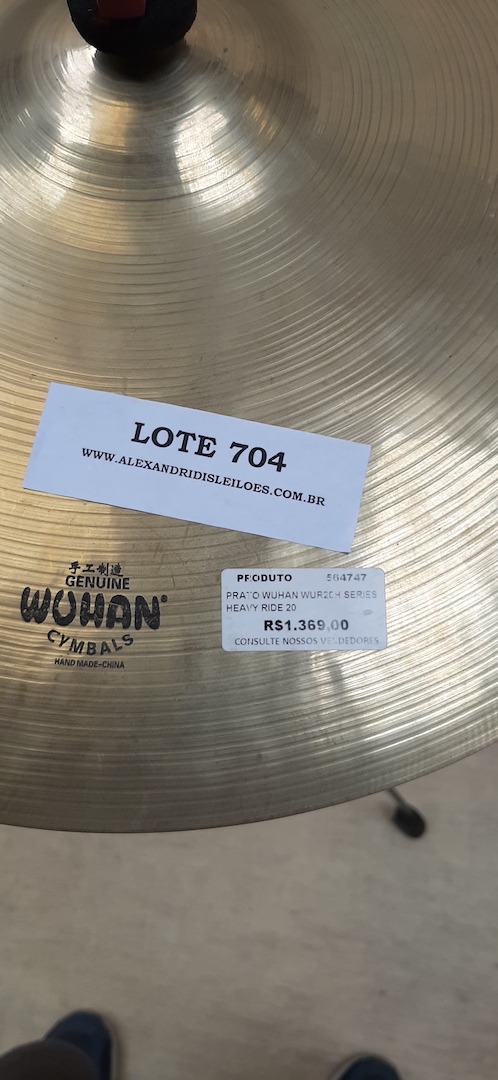 LOTE 704
WWW.ALEXANDRIDISLEILOES.COM.BR
手工制造
GENUINE
WUHAN
CYMBALS
HAND MADE-CHINA
PRODUTO 564747
PRATO WUHAN WUR20H SERIES
HEAVY RIDE 20
R$1.369,00
CONSULTE NOSSOS VENDEDORES